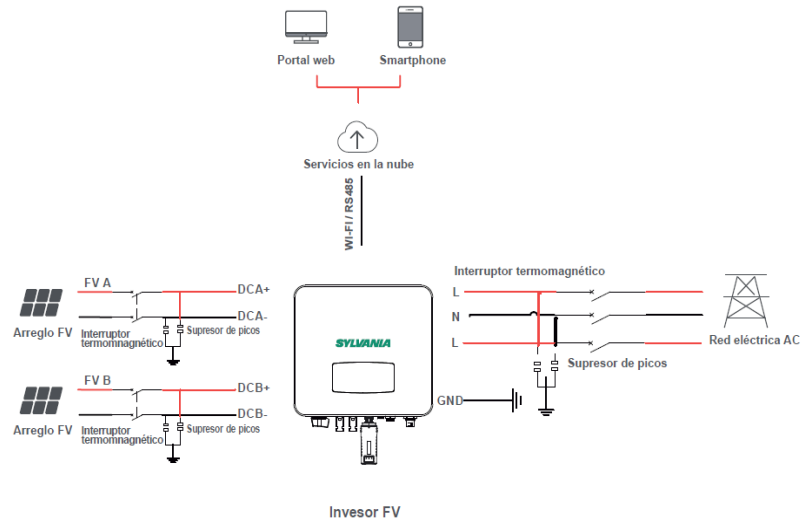 Portal web
Smartphone
Servicios en la nube
WI-FI / RS485
FV A
DCA+
DCA-
Arreglo FV
Interruptor
termomnagnético
Supresor de picos
FV B
DCB+
DCB-
Arreglo FV
Interruptor
termomnagnético
Supresor de picos
SYLVANIA
Interruptor termomagnético
L
N
L
Red eléctrica AC
Supresor de picos
GND
Invesor FV